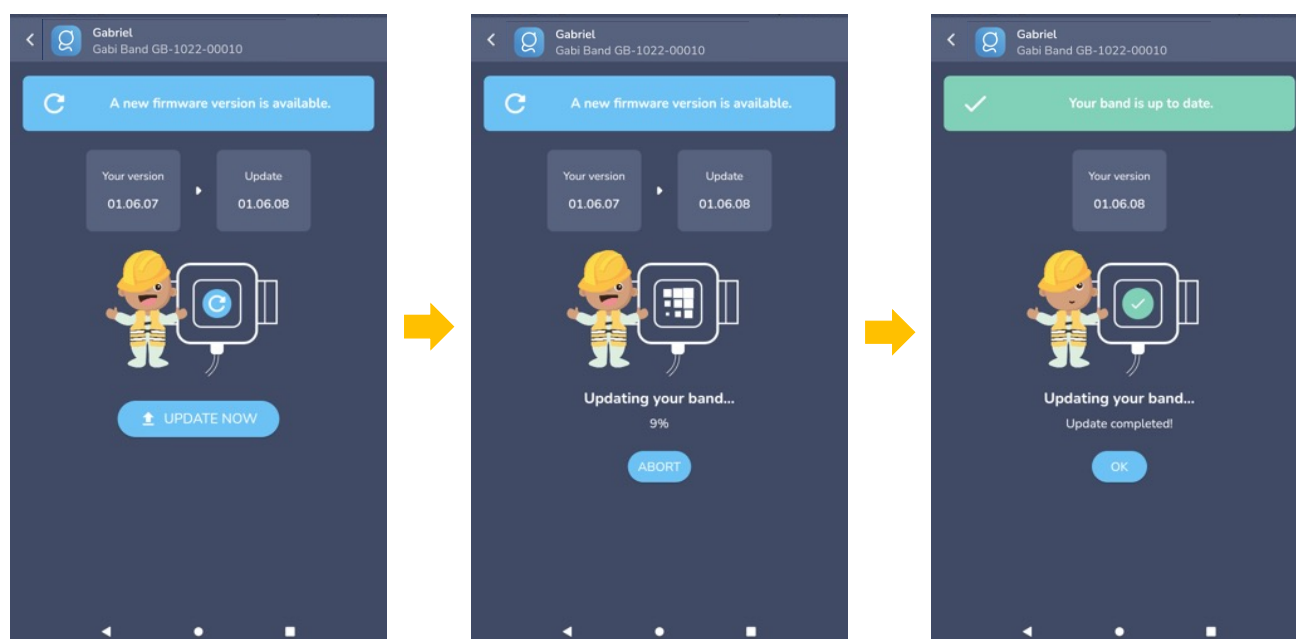 Gabriel
Gabi Band GB-1022-00010
A new firmware version is available.
Your version
01.06.07
Update
01.06.08
UPDATE NOW
Gabriel
Gabi Band GB-1022-00010
A new firmware version is available.
Your version
01.06.07
Update
01.06.08
Updating your band...
9%
ABORT
Gabriel
Gabi Band GB-1022-00010
Your band is up to date.
Your version
01.06.08
Updating your band...
Update completed!
OK